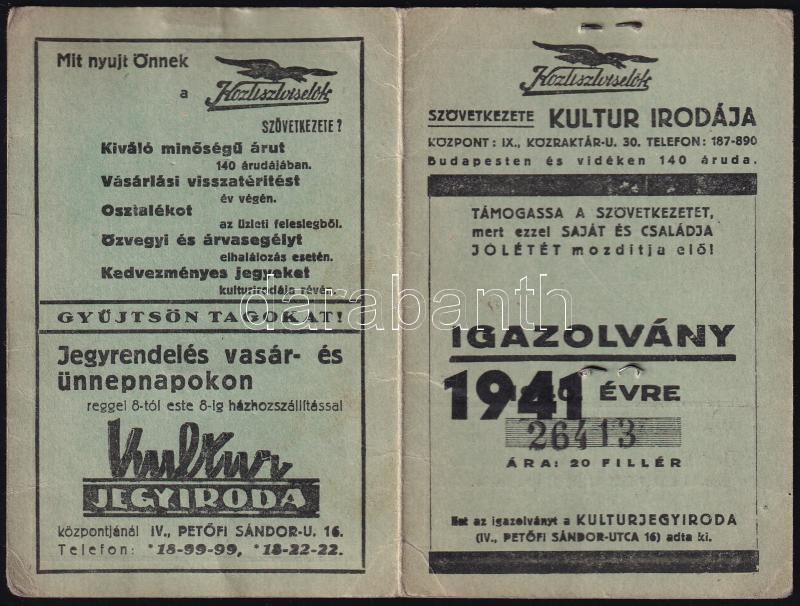 Mit nyujt Önnek
a Köztisztviselők
SZÖVETKEZETE?
Kiváló minőségű árut
140 árudájában.
Vásárlási visszatérítést
év végén.
Osztalékot
az üzleti feleslegből.
Özvegyi és árvasegélyt
elhalálozás esetén.
Kedvezményes jegyeket
kulturirodája révén.
GYŰJTSÖN TAGOKAT!
Jegyrendelés vasár- és
ünnepnapokon
reggel 8-tól este 8-ig házhozszállítással
Kultur
JEGYIRODA
központjánál IV., PETŐFI SÁNDOR-U. 16.
Telefon: *18-99-99, *18-22-22.
Köztisztviselők
SZÖVETKEZETE KULTUR IRODÁJA
KÖZPONT: IX., KÖZRAKTÁR-U. 30. TELEFON: 187-890
Budapesten és vidéken 140 áruda.
TÁMOGASSA A SZÖVETKEZETET,
mert ezzel SAJÁT ÉS CSALÁDJA
JÓLÉTÉT mozdítja elő!
darabanth
IGAZOLVÁNY
1941 ÉVRE
26413
ÁRA: 20 FILLÉR
Ezt az igazolványt a KULTURJEGYIRODA
(IV., PETŐFI SÁNDOR-UTCA 16) adta ki.